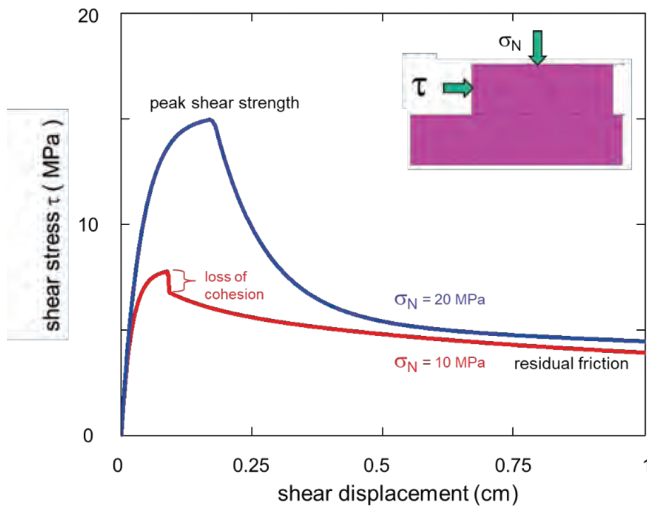 20
σN
τ
peak shear strength
shear stress τ ( MPa)
10
loss of
cohesion
σN = 20 MPa
σN = 10 MPa
residual friction
0
0
0.25
0.5
0.75
1
shear displacement (cm)